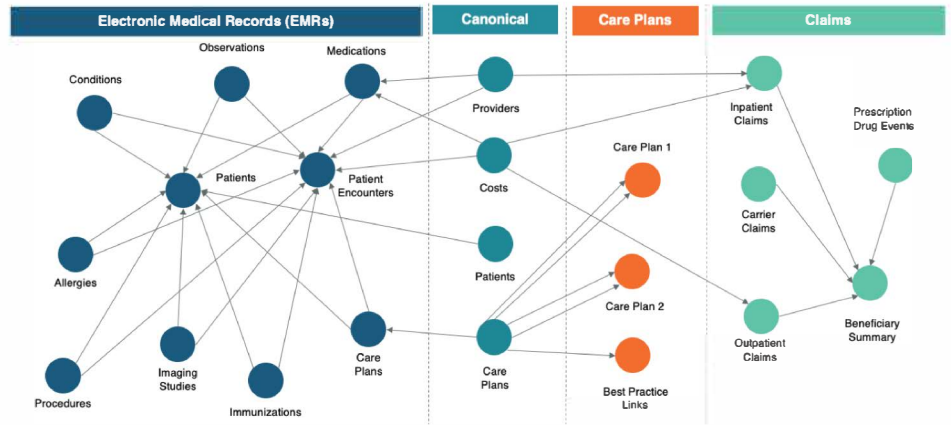 Electronic Medical Records (EMRs)
Canonical
Care Plans
Claims
Observations
Medications
Conditions
Providers
Inpatient
Claims
Prescription
Drug Events
Care Plan 1
Patients
Patient
Encounters
Costs
Carrier
Claims
Allergies
Patients
Care Plan 2
Beneficiary
Summary
Outpatient
Claims
Care
Plans
Care
Plans
Imaging
Studies
Best Practice
Links
Procedures
Immunizations